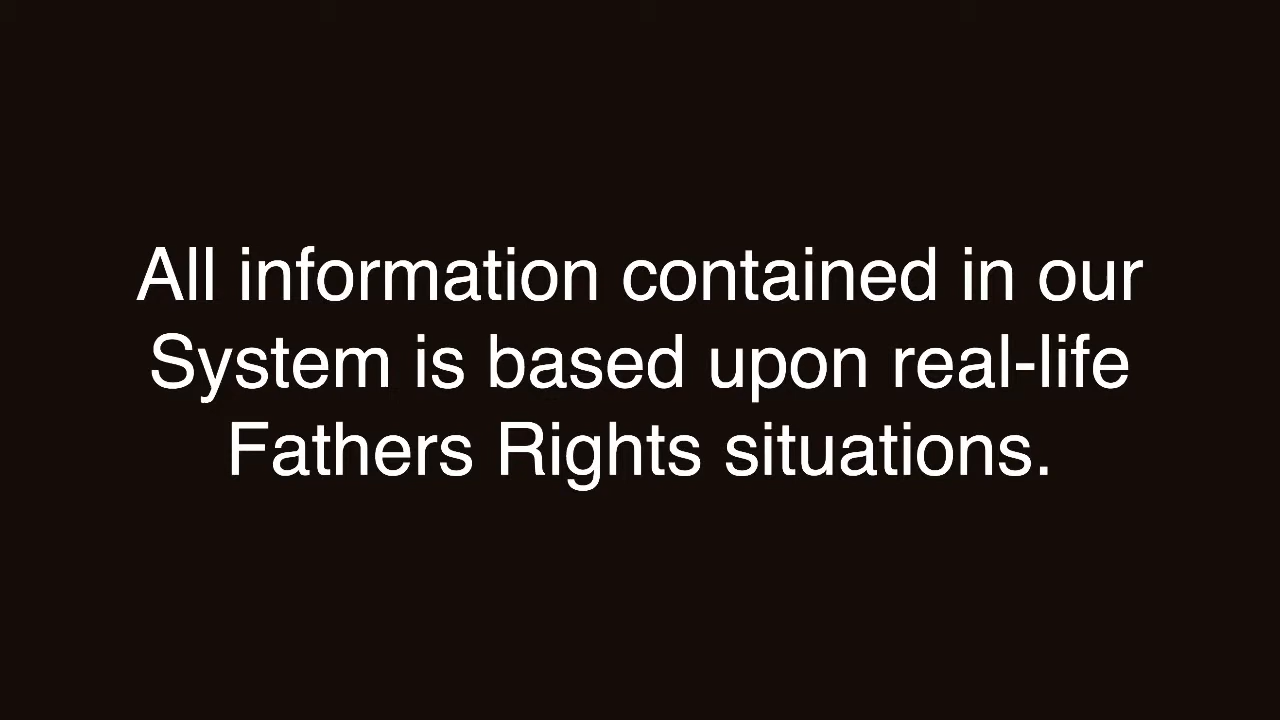 All information contained in our
System is based upon real-life
Fathers Rights situations.